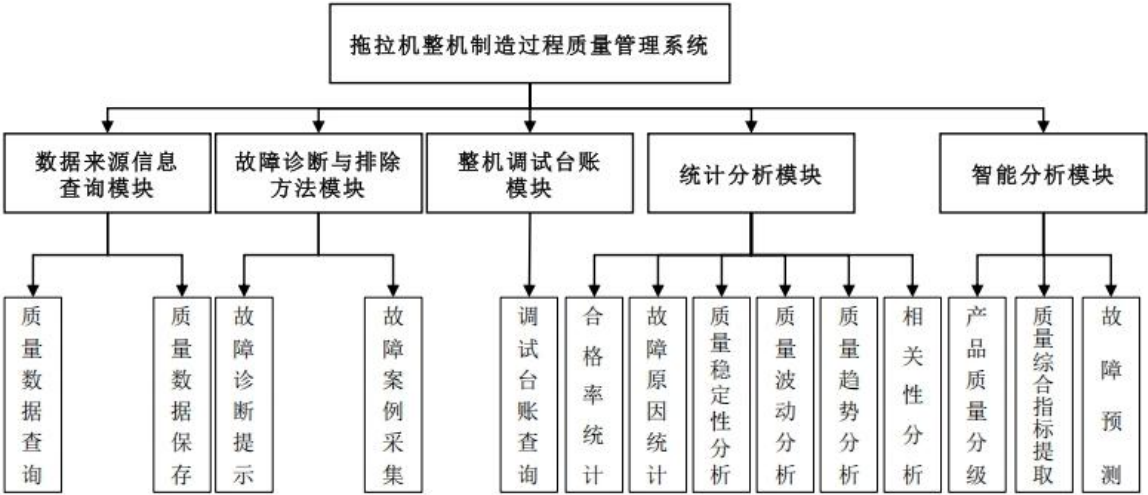 拖拉机整机制造过程质量管理系统
数据来源信息
查询模块
故障诊断与排除
方法模块
整机调试台账
模块
统计分析模块
智能分析模块
质量数据查询
质量数据保存
故障诊断提示
故障案例采集
调试台账查询
合格率统计
故障原因统计
质量稳定性分析
质量波动分析
质量趋势分析
相关性分析
产品质量分级
质量综合指标提取
故障预测